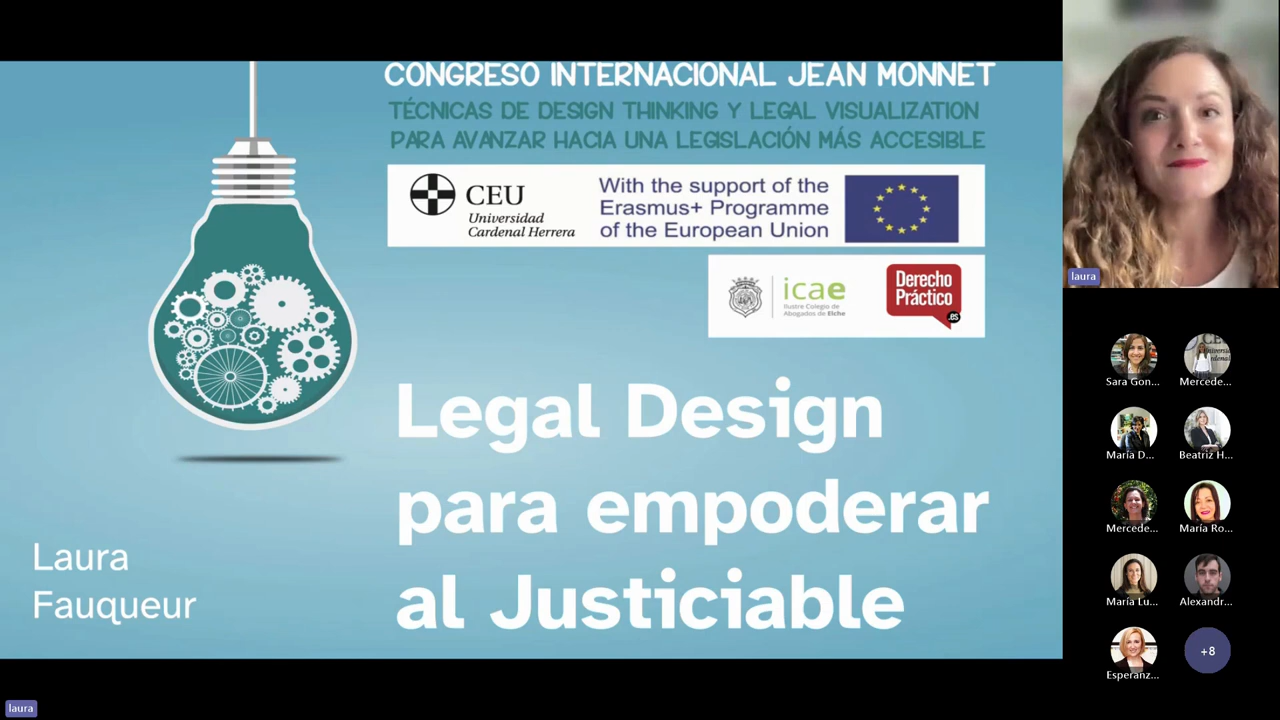 CONGRESO INTERNACIONAL JEAN MONNET
TÉCNICAS DE DESIGN THINKING Y LEGAL VISUALIZATION
PARA AVANZAR HACIA UNA LEGISLACIÓN MÁS ACCESIBLE
CEU
Universidad
Cardenal Herrera
With the support of the
Erasmus+ Programme
of the European Union
icae
Ilustre Colegio de
Abogados de Elche
Derecho
Práctico
.es
Legal Design
para empoderar
al Justiciable
Laura
Fauqueur
laura
Sara Gon...
Mercede...
María D...
Beatriz H...
Mercede...
María Ro...
María Lu...
Alexandr...
Esperanz...
+8
laura